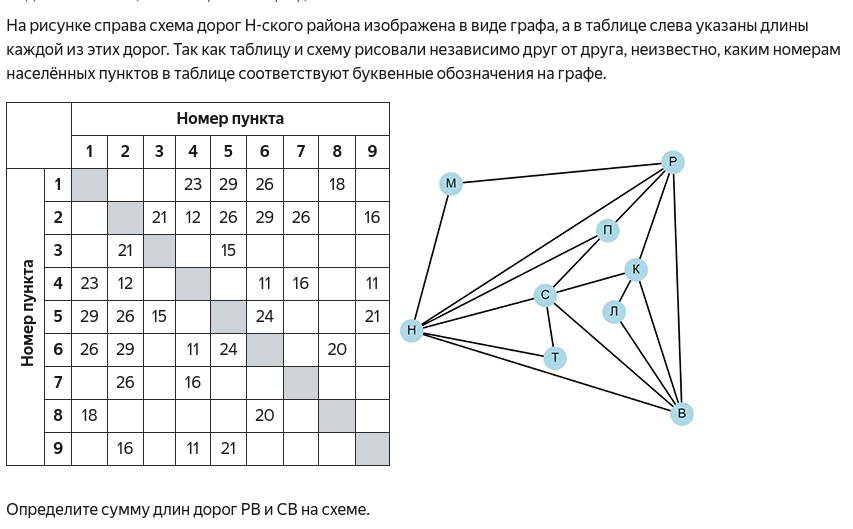 На рисунке справа схема дорог Н-ского района изображена в виде графа, а в таблице слева указаны длины
каждой из этих дорог. Так как таблицу и схему рисовали независимо друг от друга, неизвестно, каким номерам
населённых пунктов в таблице соответствуют буквенные обозначения на графе.
Номер пункта
1 2 3 4 5 6 7 8 9
Номер пункта
1 23 29 26 18
2 21 12 26 29 26 16
3 21 15
4 23 12 11 16 11
5 29 26 15 24 21
6 26 29 11 24 20
7 26 16
8 18 20
9 16 11 21
Р
М
П
К
С
Л
Н
Т
В
Определите сумму длин дорог РВ и СВ на схеме.